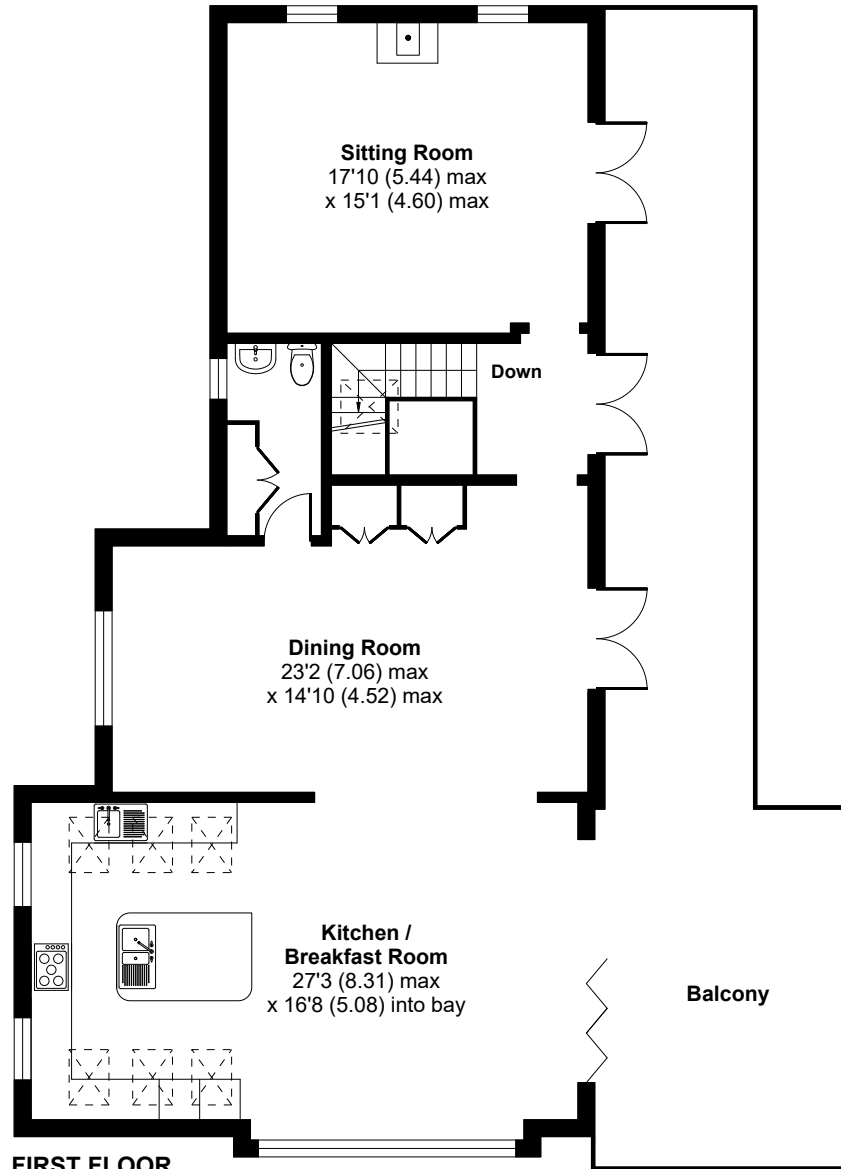 Sitting Room
17'10 (5.44) max
x 15'1 (4.60) max
Down
Dining Room
23'2 (7.06) max
x 14'10 (4.52) max
Kitchen /
Breakfast Room
27'3 (8.31) max
x 16'8 (5.08) into bay
Balcony
FIRST FLOOR